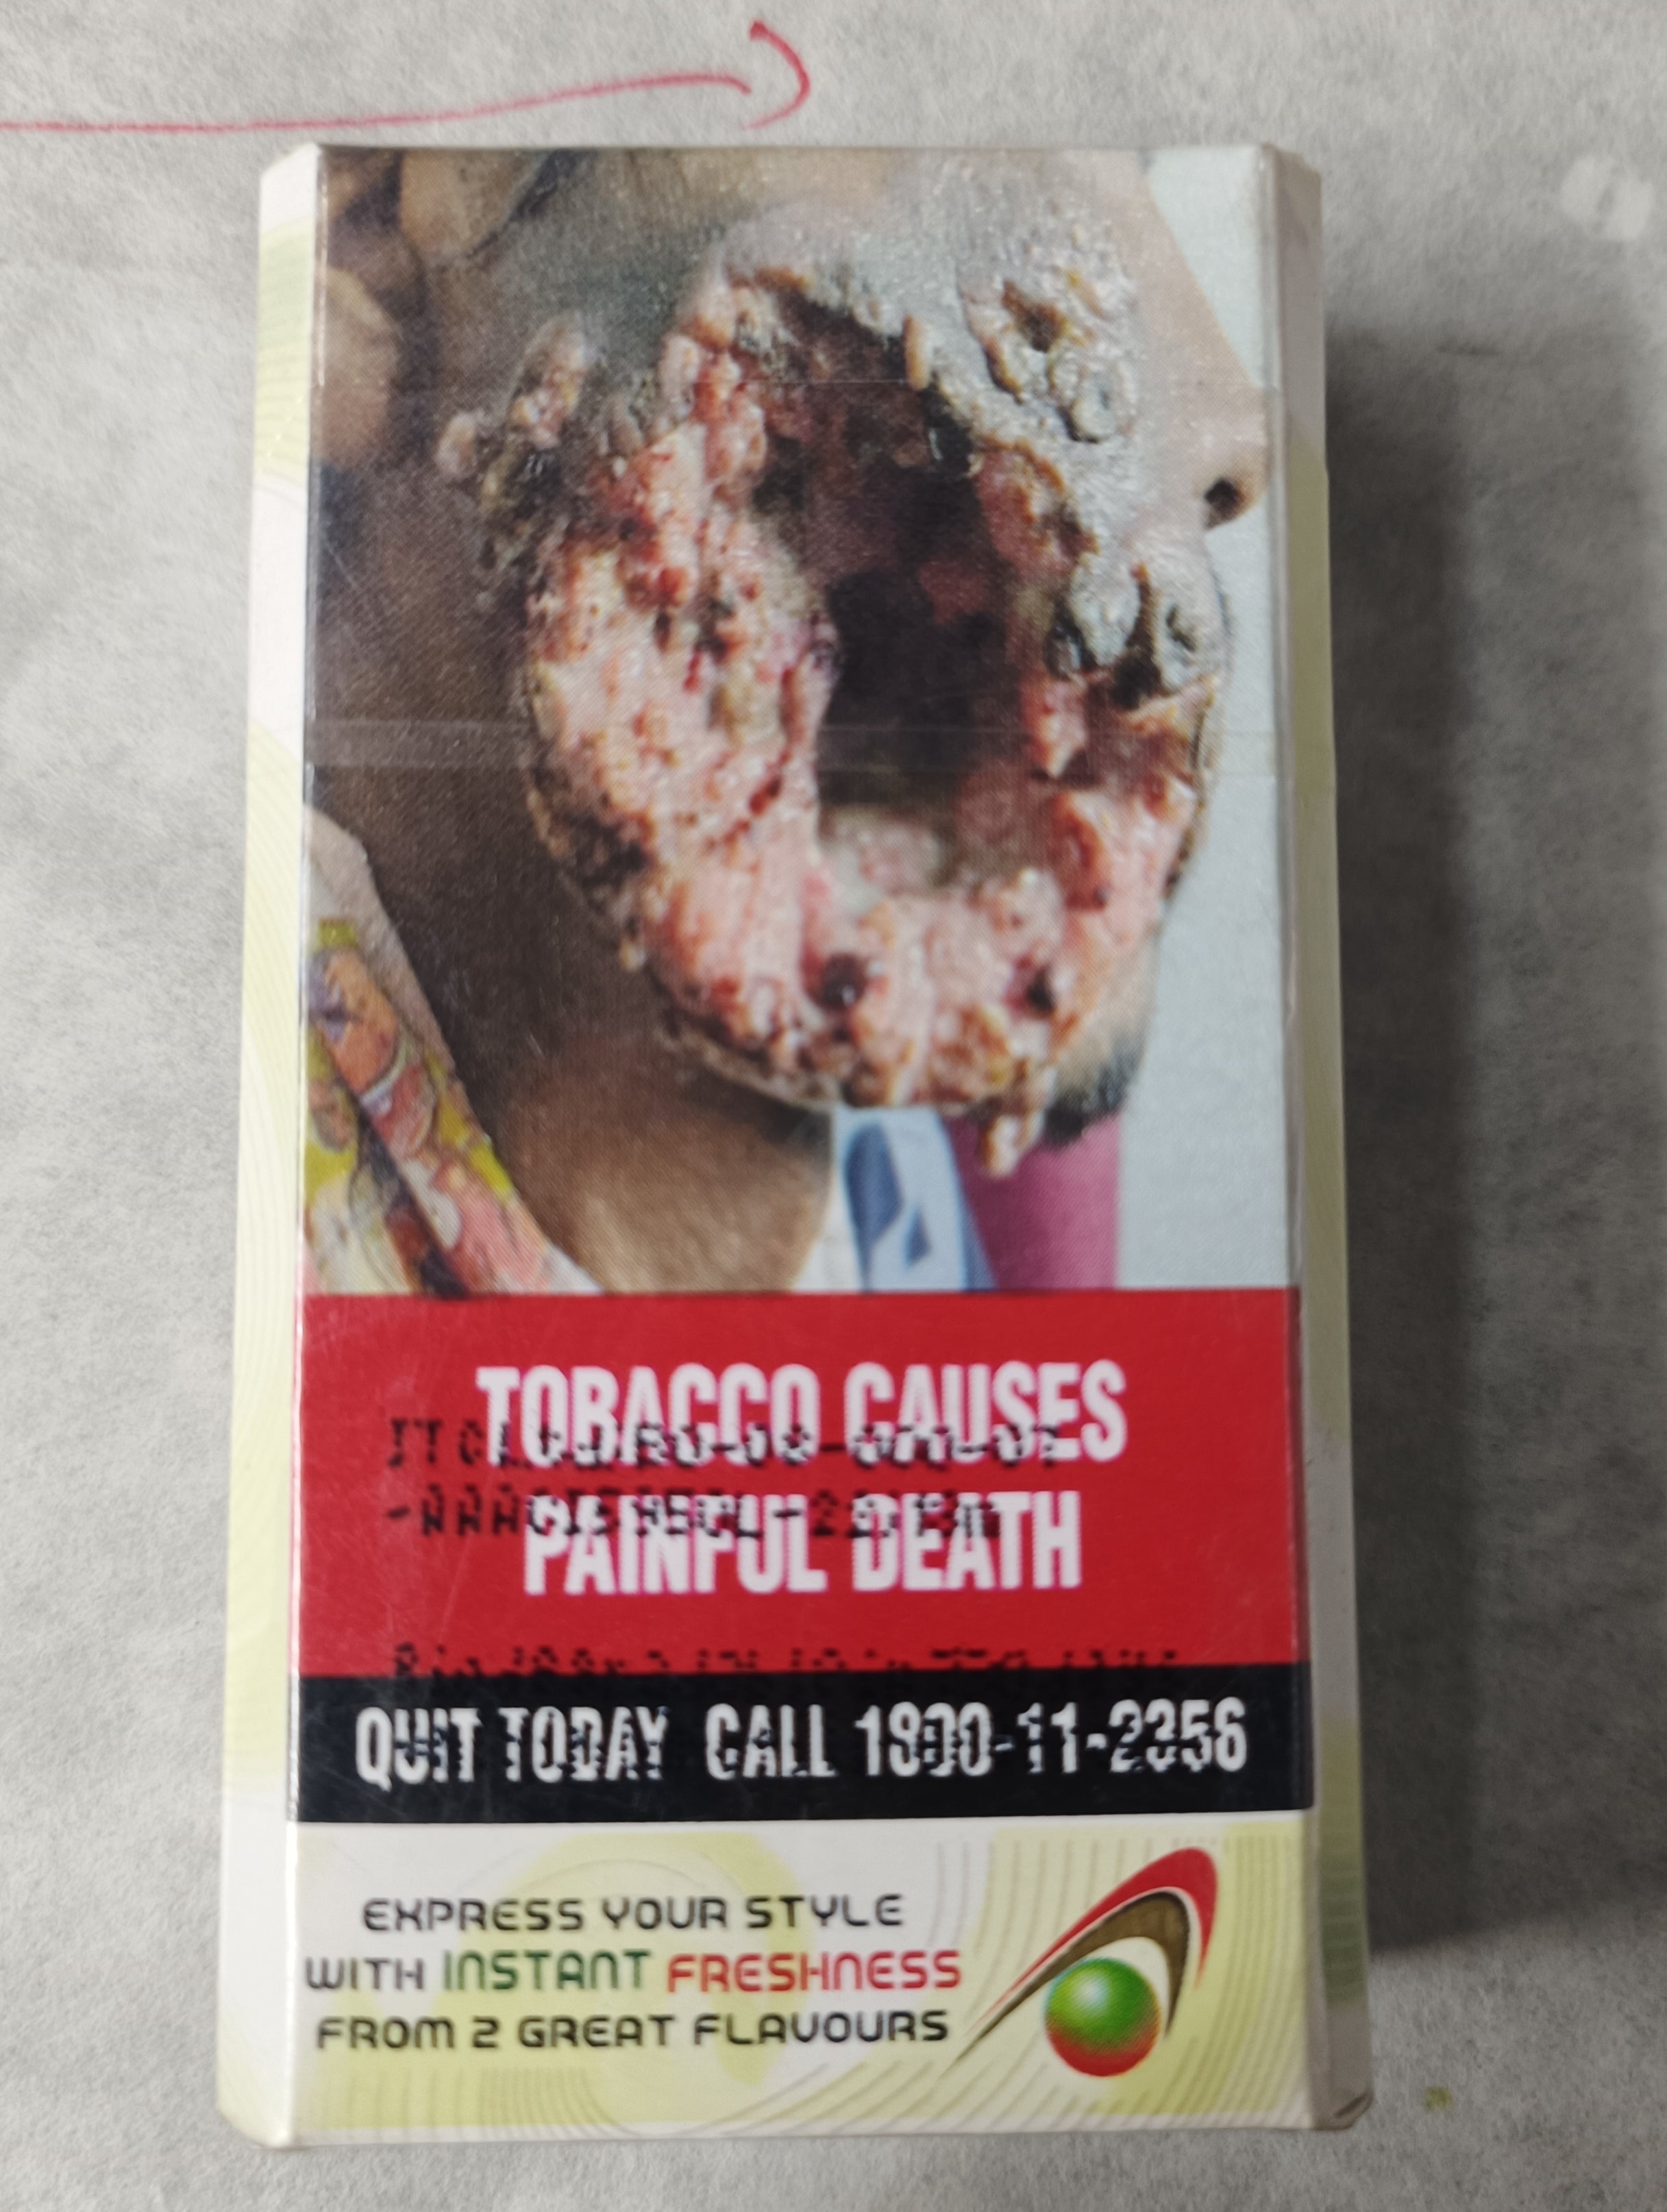 TOBACCO CAUSES
PAINFUL DEATH
QUIT TODAY CALL 1800-11-2356
EXPRESS YOUR STYLE
WITH INSTANT FRESHNESS
FROM 2 GREAT FLAVOURS